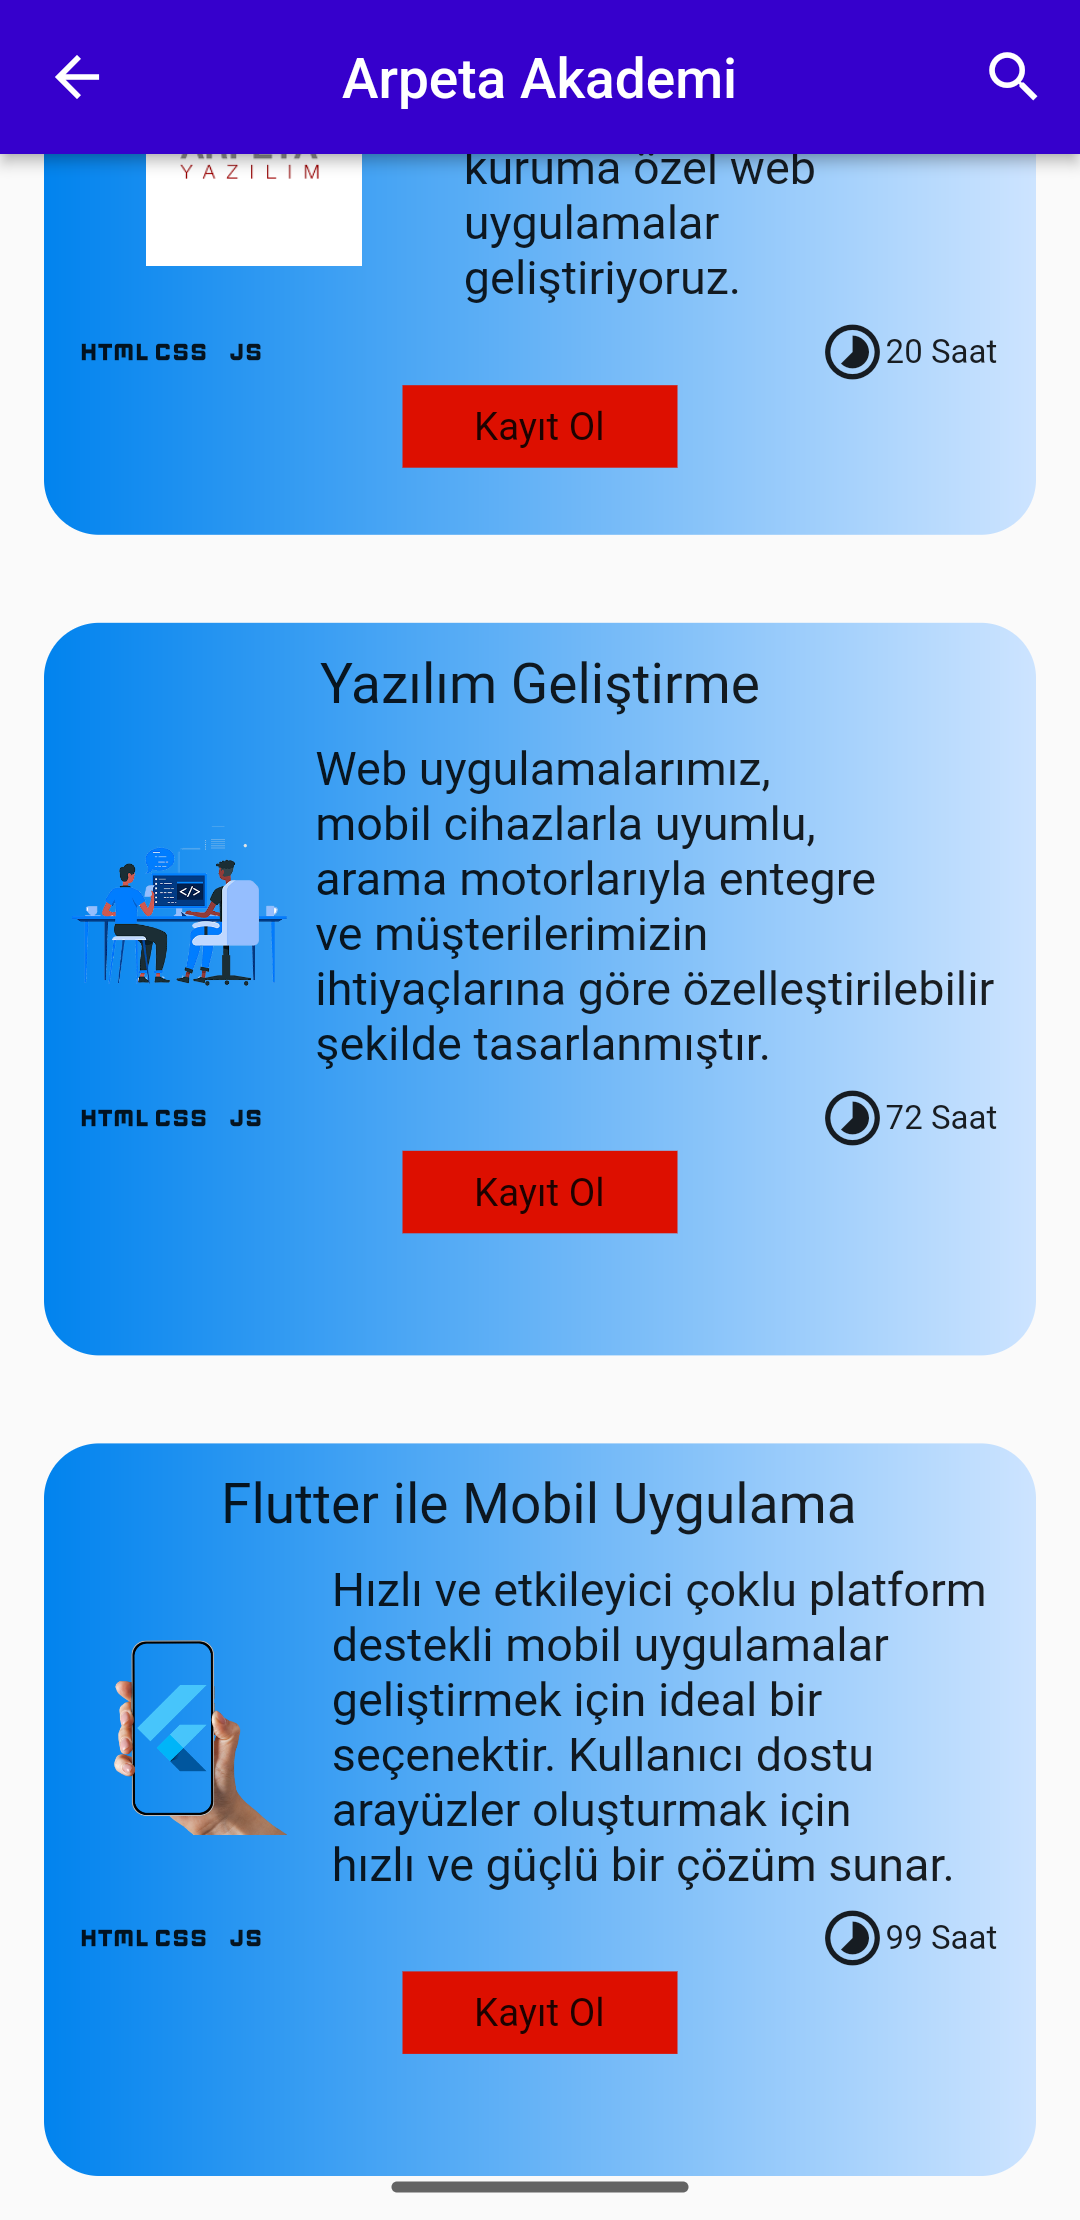 Arpeta Akademi
YAZILIM
kuruma özel web
uygulamalar
geliştiriyoruz.
HTML CSS JS
20 Saat
Kayıt Ol
Yazılım Geliştirme
Web uygulamalarımız,
mobil cihazlarla uyumlu,
arama motorlarıyla entegre
ve müşterilerimizin
ihtiyaçlarına göre özelleştirilebilir
şekilde tasarlanmıştır.
</>
HTML CSS JS
72 Saat
Kayıt Ol
Flutter ile Mobil Uygulama
Hızlı ve etkileyici çoklu platform
destekli mobil uygulamalar
geliştirmek için ideal bir
seçenektir. Kullanıcı dostu
arayüzler oluşturmak için
hızlı ve güçlü bir çözüm sunar.
HTML CSS JS
99 Saat
Kayıt Ol